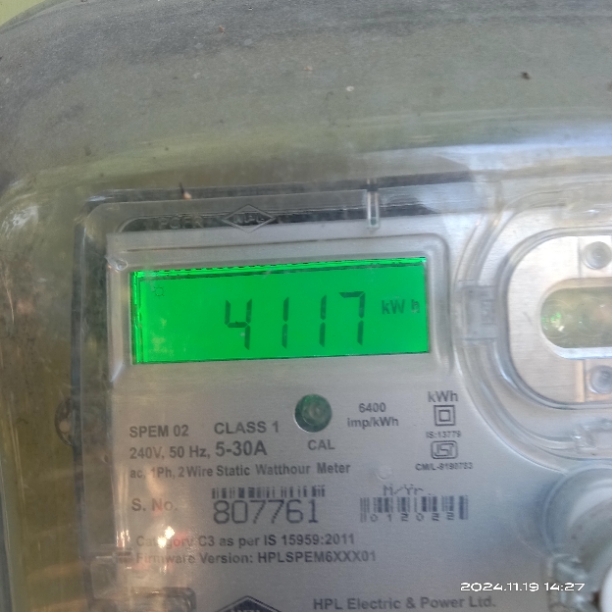 4117 kWh
6400
imp/kWh
kWh
SPEM 02 CLASS 1
240V, 50 Hz, 5-30A
CAL
IS:13779
ac, 1Ph, 2 Wire Static Watthour Meter
S. No.
807761
M/Yr.
012022
Category C3 as per IS 15959:2011
Firmware Version: HPLSPEM6XXX01
HPL Electric & Power Ltd.
2024.11.19 14:27